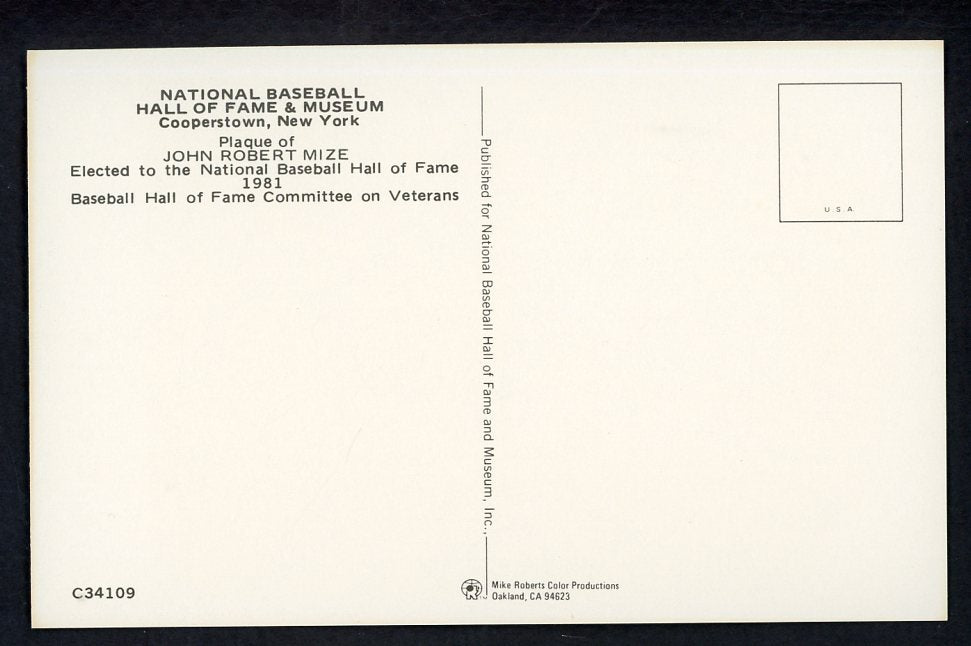 NATIONAL BASEBALL
HALL OF FAME & MUSEUM
Cooperstown, New York
Plaque of
JOHN ROBERT MIZE
Elected to the National Baseball Hall of Fame
1981
Baseball Hall of Fame Committee on Veterans
C34109
Published for National Baseball Hall of Fame and Museum, Inc.,
Mike Roberts Color Productions
Oakland, CA 94623
U S A